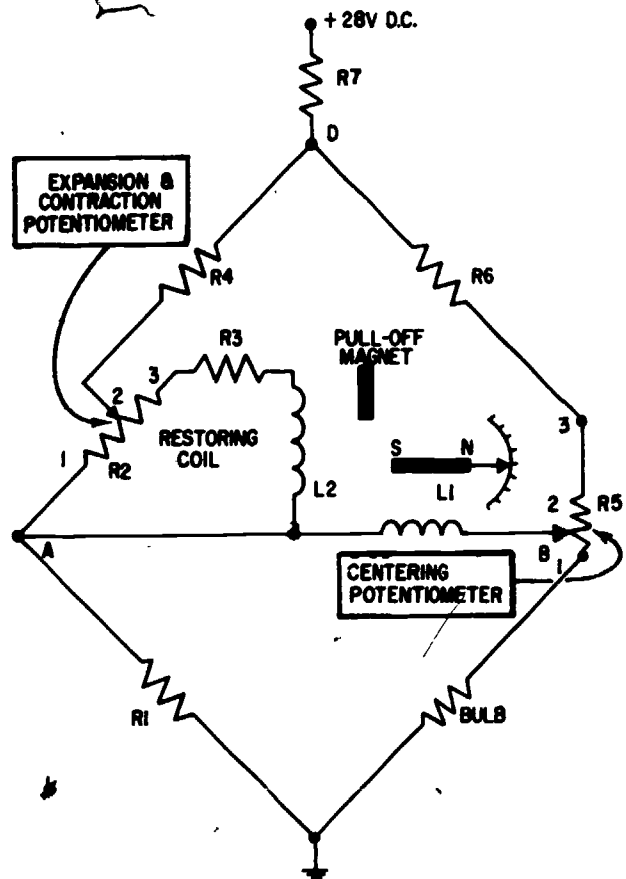 + 28V D.C.
R7
D
EXPANSION &
CONTRACTION
POTENTIOMETER
R4
R6
R3
PULL-OFF
MAGNET
2
3
3
RESTORING
COIL
1
R2
S N
L2
L1
2
R5
A
B
1
CENTERING
POTENTIOMETER
R1
BULB